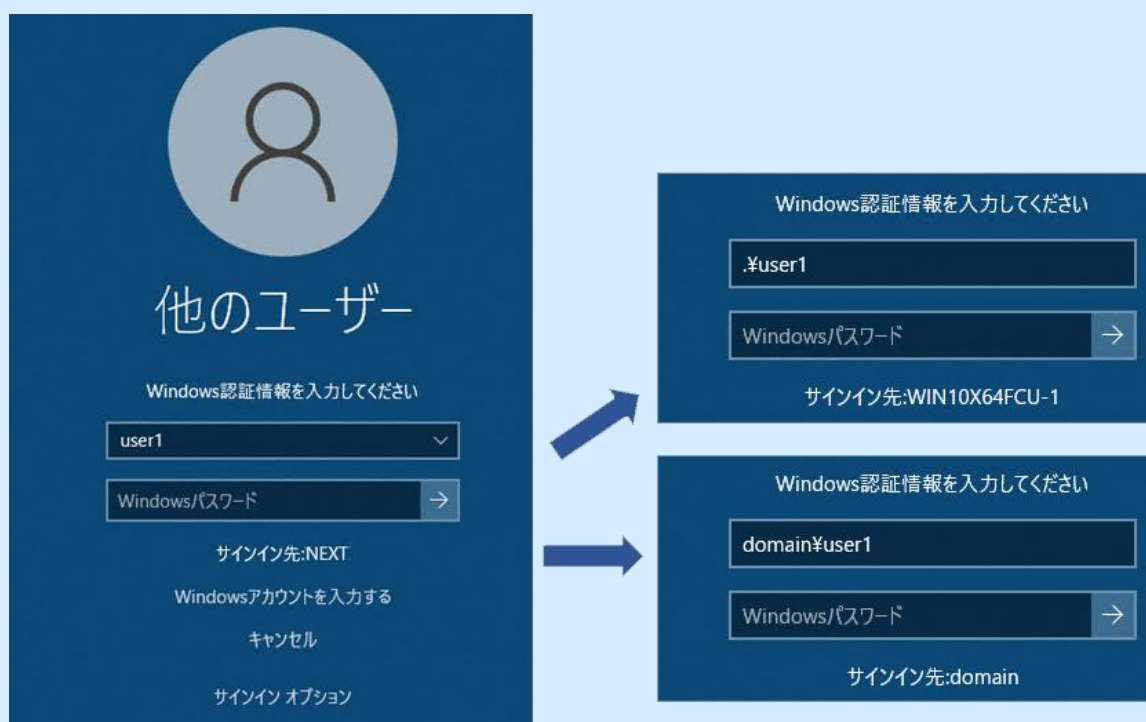 他のユーザー
Windows認証情報を入力してください
user1
Windowsパスワード
サインイン先:NEXT
Windowsアカウントを入力する
キャンセル
サインイン オプション
Windows認証情報を入力してください
.¥user1
Windowsパスワード
サインイン先:WIN10X64FCU-1
Windows認証情報を入力してください
domain¥user1
Windowsパスワード
サインイン先:domain